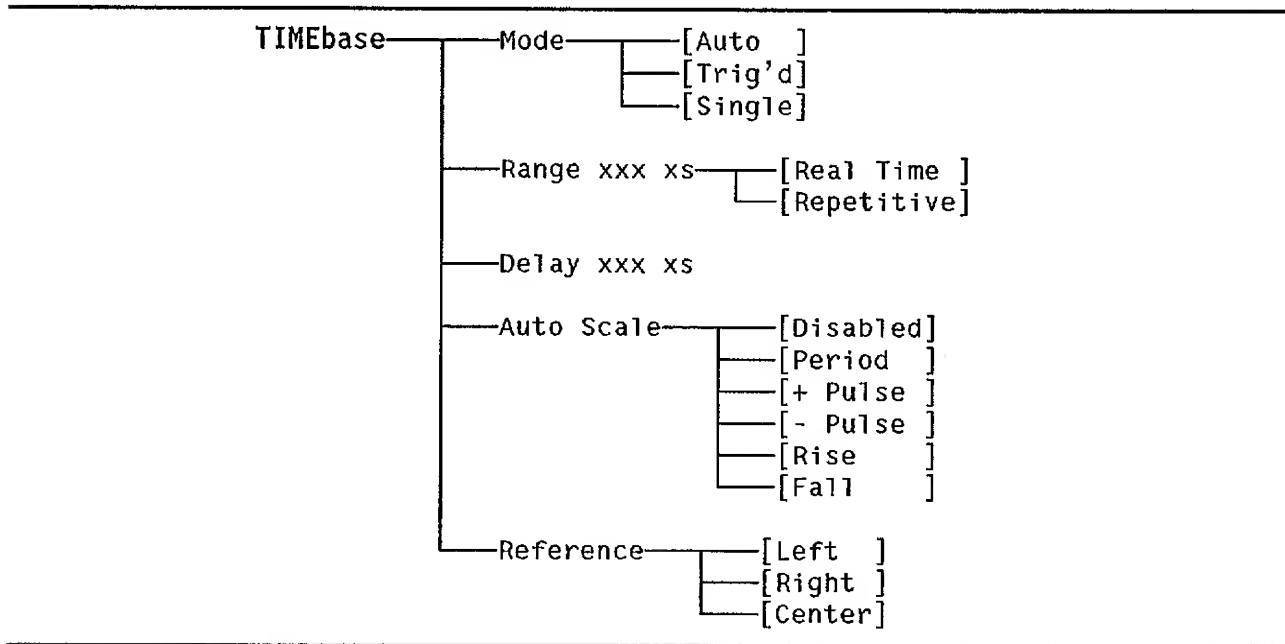 TIMEbase Mode [Auto ]
[Trig'd]
[Single]
Range xxx xs [Real Time ]
[Repetitive]
Delay xxx xs
Auto Scale [Disabled]
[Period ]
[+ Pulse ]
[- Pulse ]
[Rise ]
[Fall ]
Reference [Left ]
[Right ]
[Center]